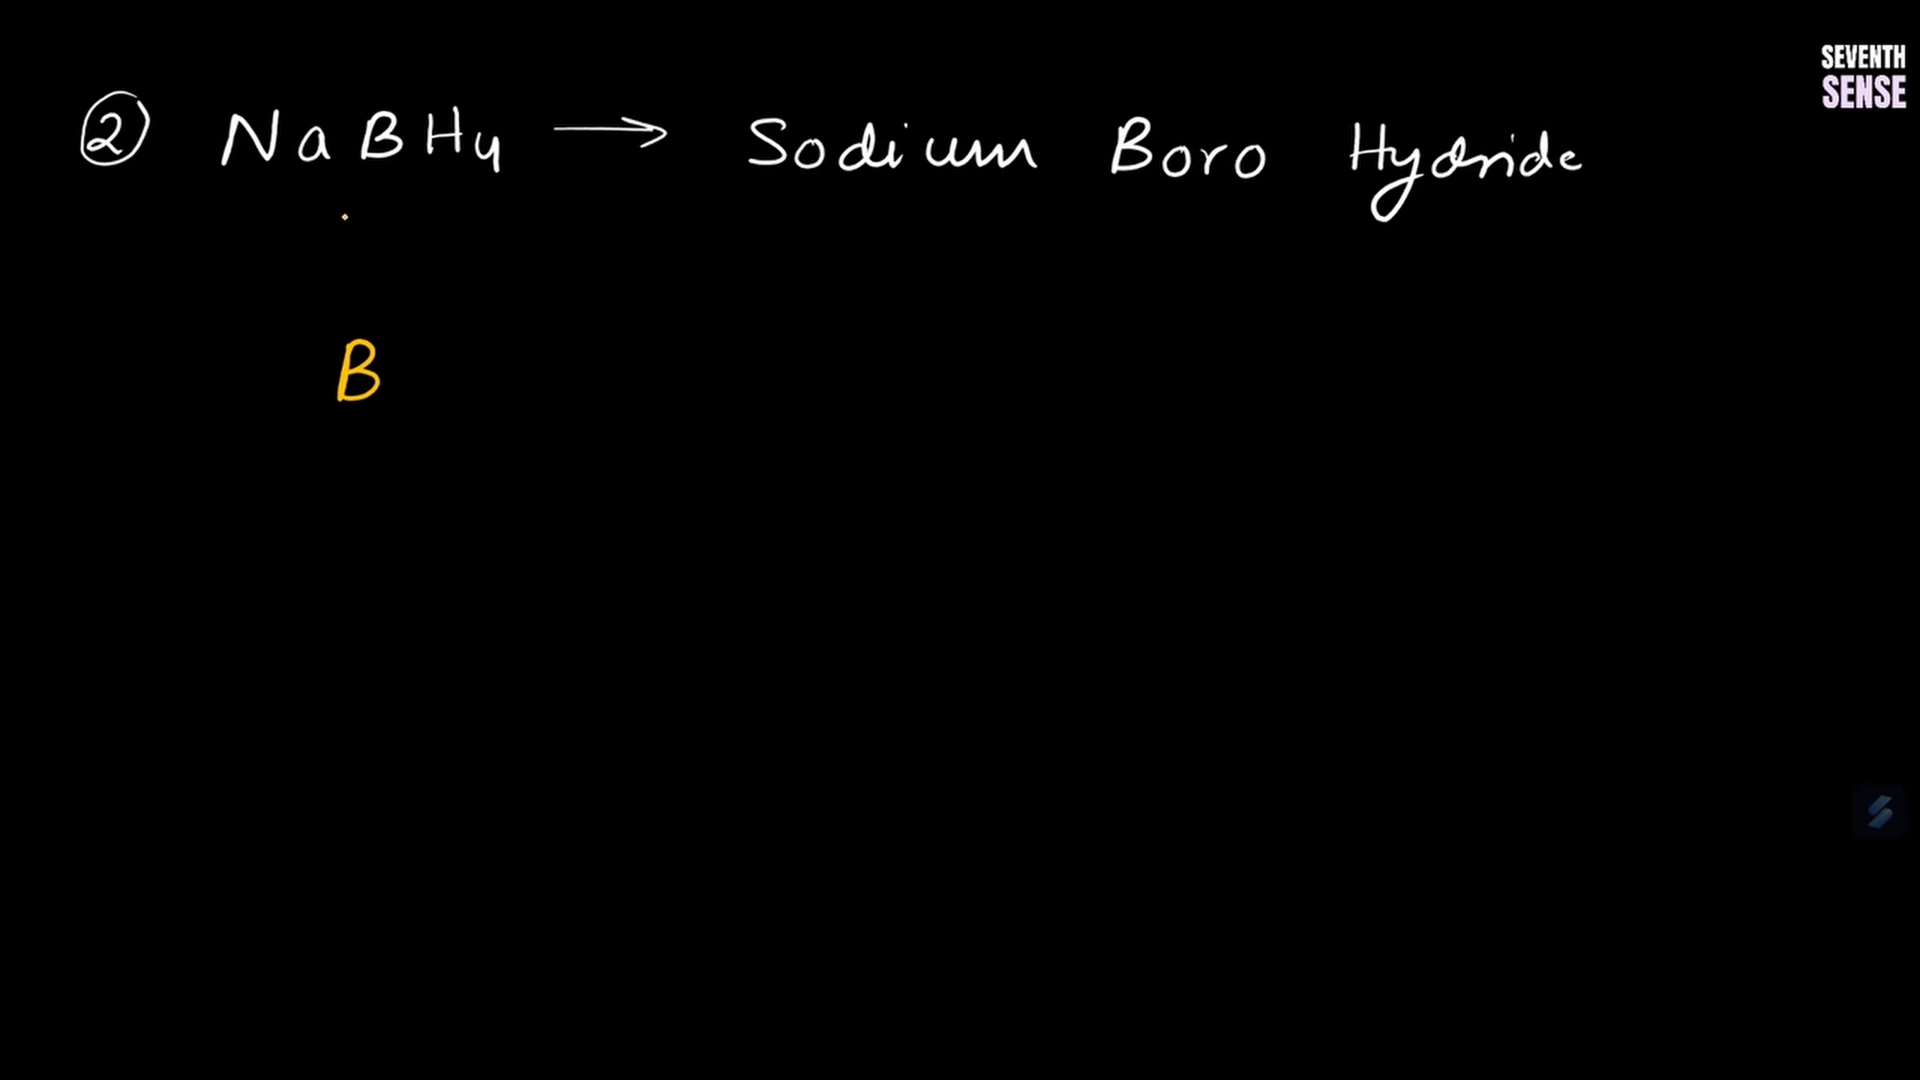 ② NaBH4 → Sodium Boro Hydride
B
SEVENTH
SENSE